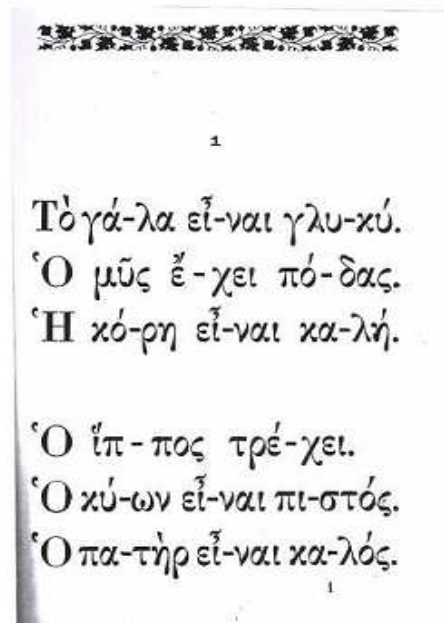 1
Τὸ γά-λα εἶ-ναι γλυ-κύ.
Ὁ μῦς ἔ-χει πό-δας.
Ἡ κό-ρη εἶ-ναι κα-λή.
Ὁ ἵπ-πος τρέ-χει.
Ὁ κύ-ων εἶ-ναι πι-στός.
Ὁ πα-τὴρ εἶ-ναι κα-λός.
1